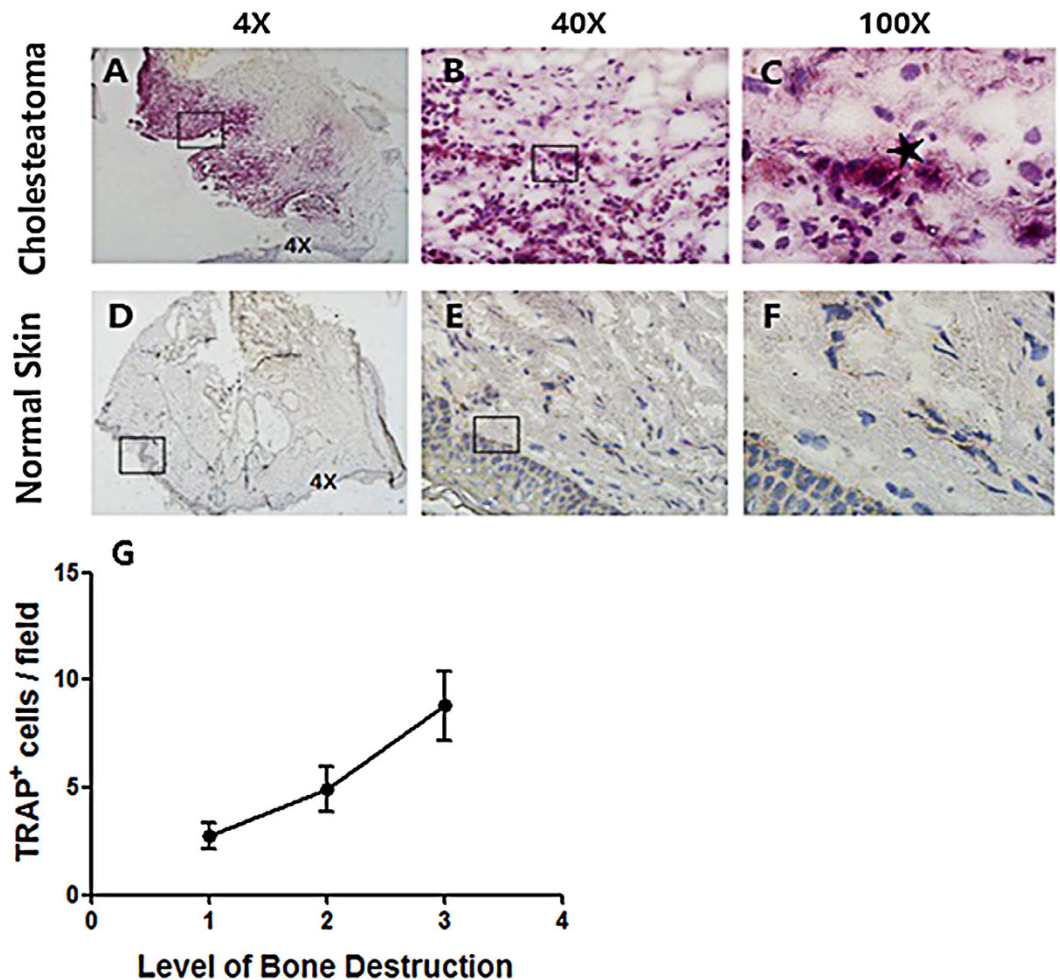 4X 40X 100X
Cholesteatoma
A B C
4X
Normal Skin
D E F
4X
G
TRAP⁺ cells / field
15
10
5
0
0 1 2 3 4
Level of Bone Destruction